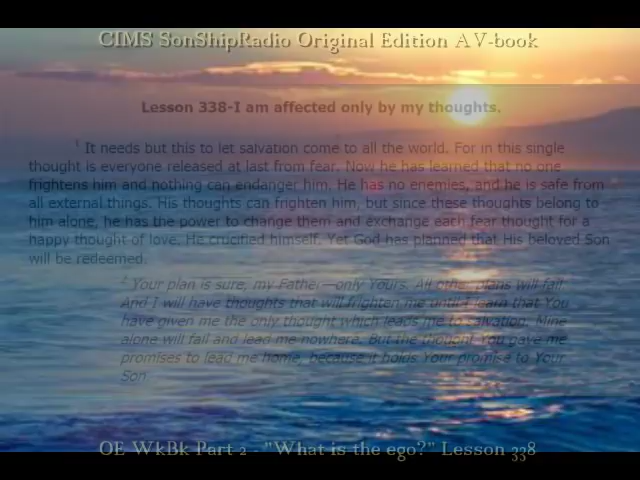 CIMS SonShipRadio Original Edition AV-book
Lesson 338-I am affected only by my thoughts.
1 It needs but this to let salvation come to all the world. For in this single
thought is everyone released at last from fear. Now he has learned that no one
frightens him and nothing can endanger him. He has no enemies, and he is safe from
all external things. His thoughts can frighten him, but since these thoughts belong to
him alone, he has the power to change them and exchange each fear thought for a
happy thought of love. He crucified himself. Yet God has planned that His beloved Son
will be redeemed.
2 Your plan is sure, my Father—only Yours. All other plans will fail.
And I will have thoughts that will frighten me until I learn that You
have given me the only thought which leads me to salvation. Mine
alone will fail and lead me nowhere. But the thought You gave me
promises to lead me home, because it holds Your promise to Your
Son
OE WkBk Part 2 - "What is the ego?" Lesson 338